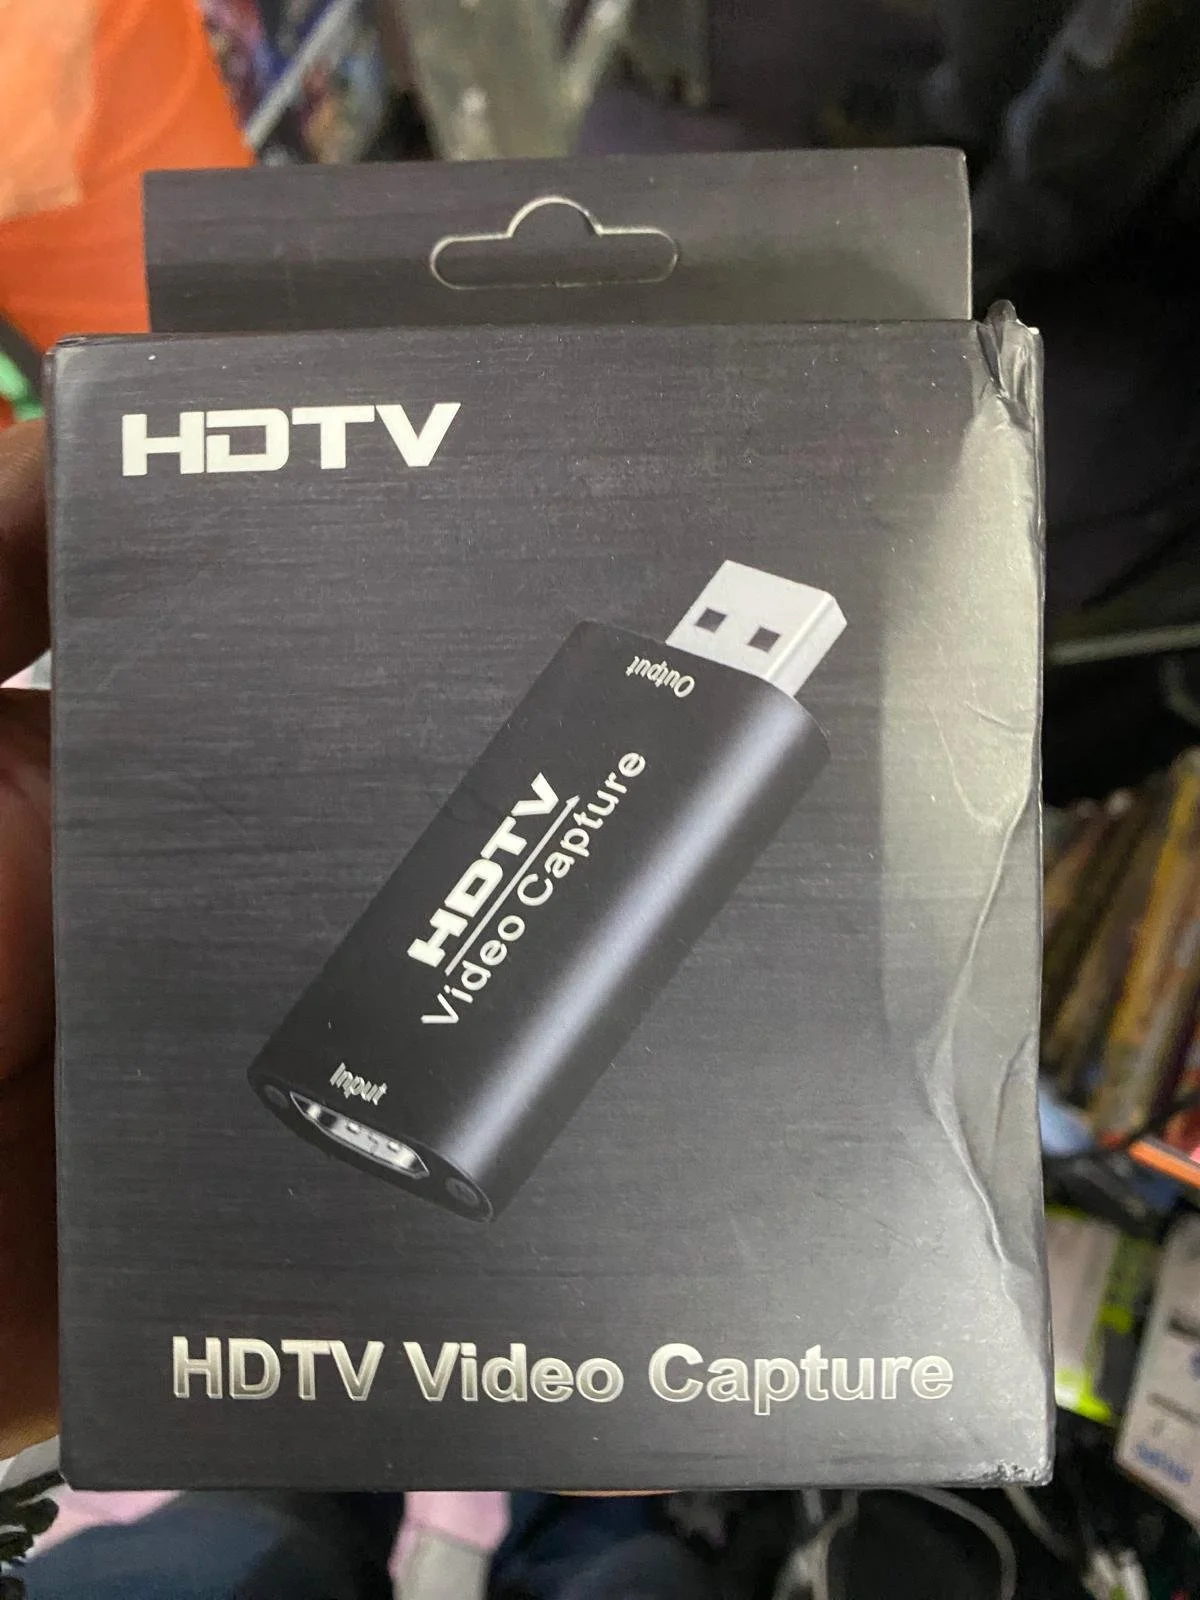 HDTV
Output
HDTV
Video Capture
Input
HDTV Video Capture